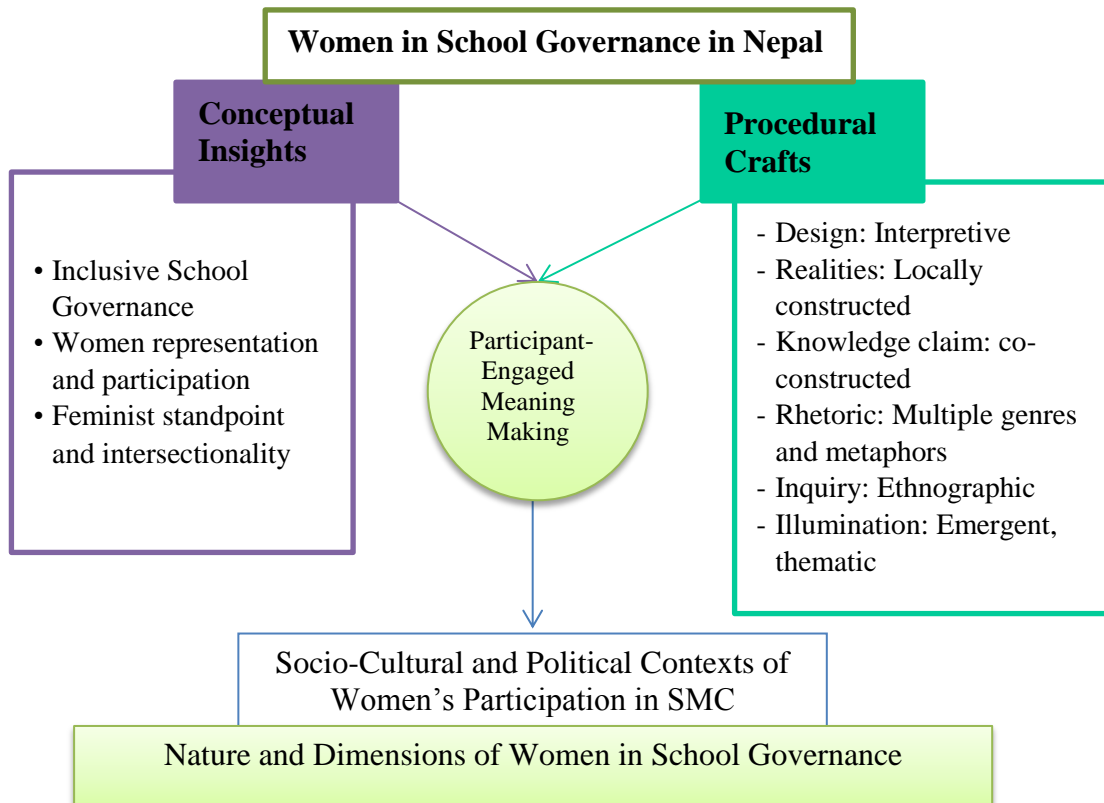 Women in School Governance in Nepal
Conceptual
Insights
• Inclusive School
Governance
• Women representation
and participation
• Feminist standpoint
and intersectionality
Procedural
Crafts
- Design: Interpretive
- Realities: Locally
constructed
- Knowledge claim: co-
constructed
- Rhetoric: Multiple genres
and metaphors
- Inquiry: Ethnographic
- Illumination: Emergent,
thematic
Participant-
Engaged
Meaning
Making
Socio-Cultural and Political Contexts of
Women’s Participation in SMC
Nature and Dimensions of Women in School Governance